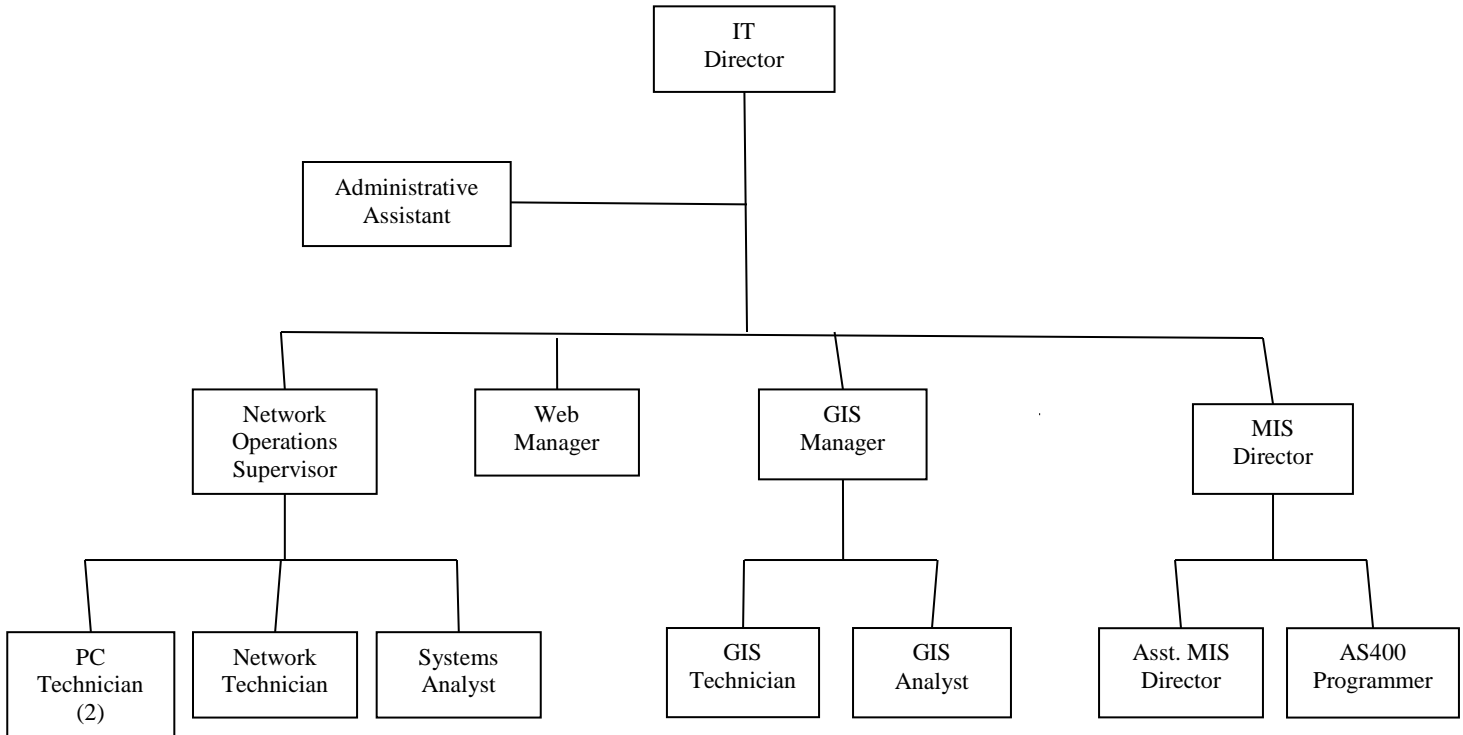 IT
Director
Administrative
Assistant
Network
Operations
Supervisor
Web
Manager
GIS
Manager
MIS
Director
PC
Technician
(2)
Network
Technician
Systems
Analyst
GIS
Technician
GIS
Analyst
Asst. MIS
Director
AS400
Programmer